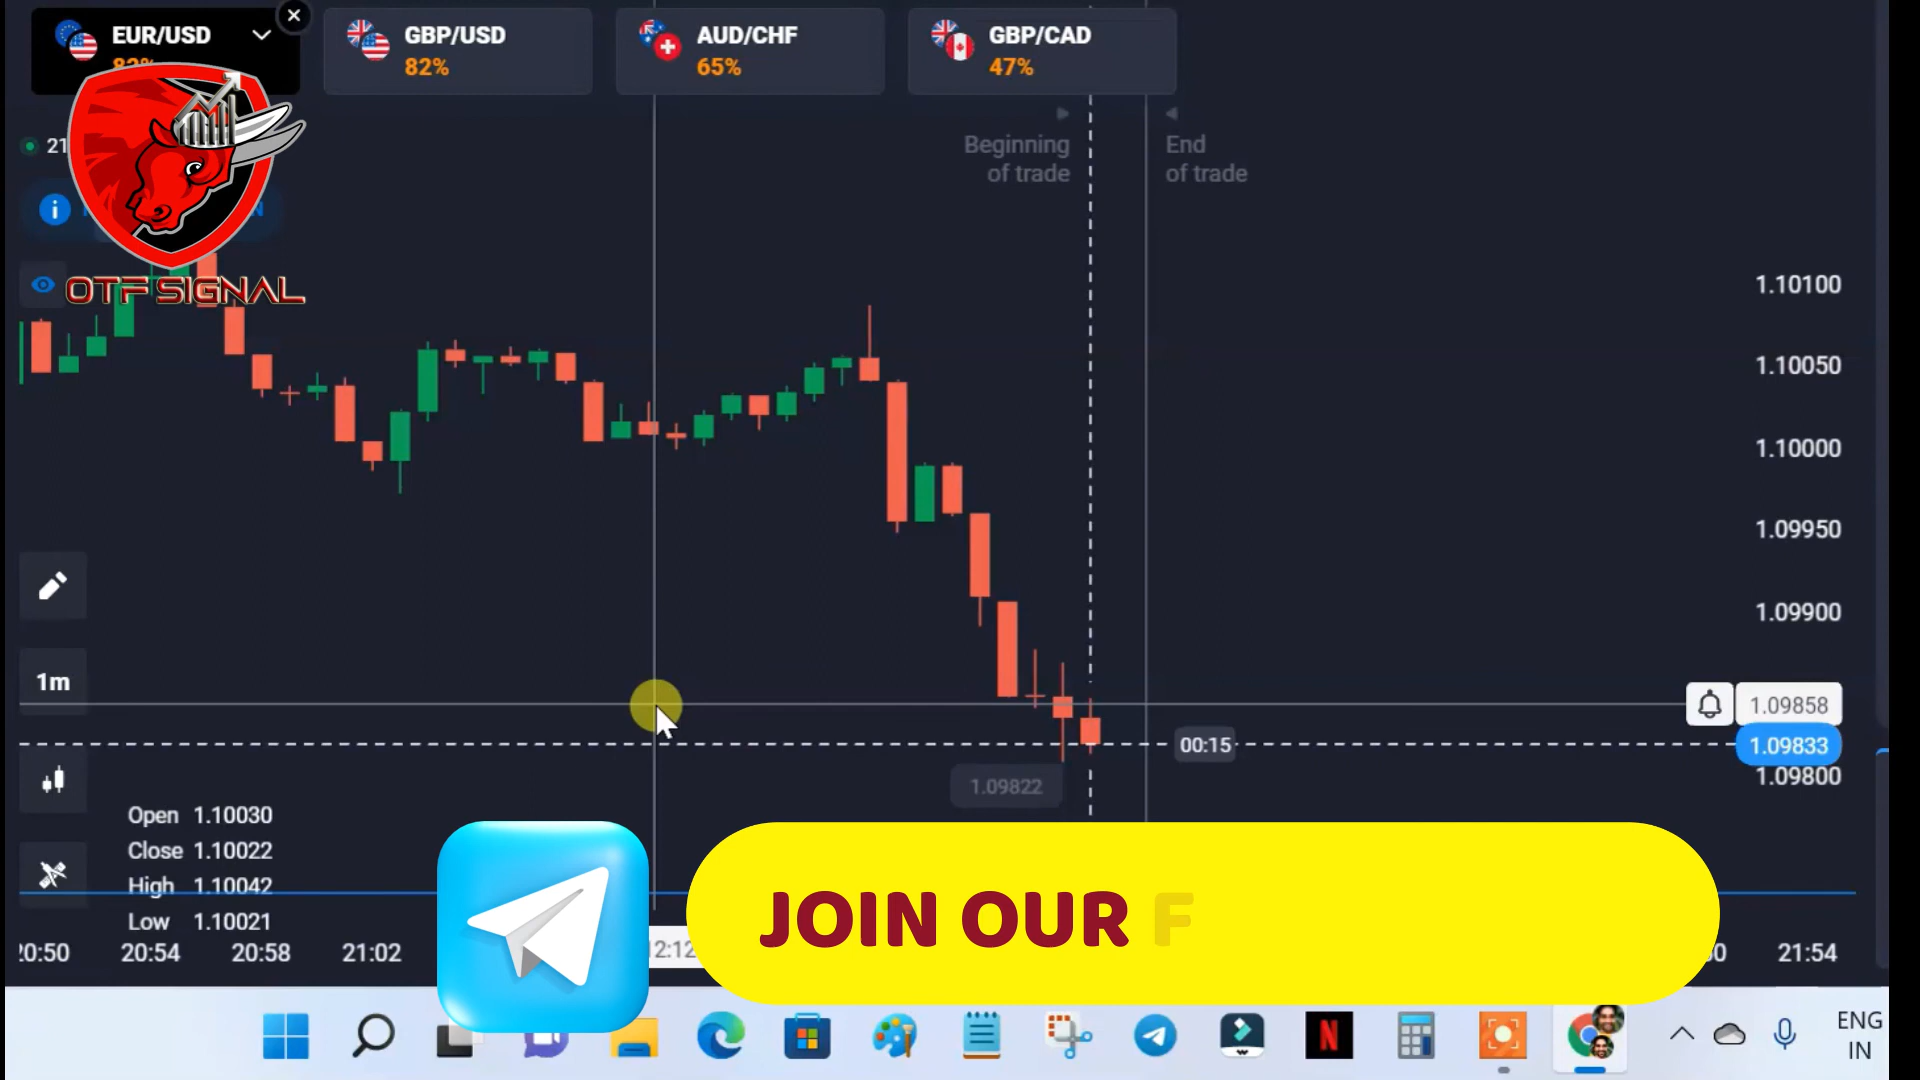 EUR/USD
GBP/USD
82%
AUD/CHF
65%
GBP/CAD
47%
21
OTF SIGNAL
Beginning
of trade
End
of trade
1.10100
1.10050
1.10000
1.09950
1.09900
1.09858
1.09833
1.09800
1m
00:15
1.09822
Open 1.10030
Close 1.10022
High 1.10042
Low 1.10021
JOIN OUR F
20:54
20:58
21:02
21:54
ENG
IN